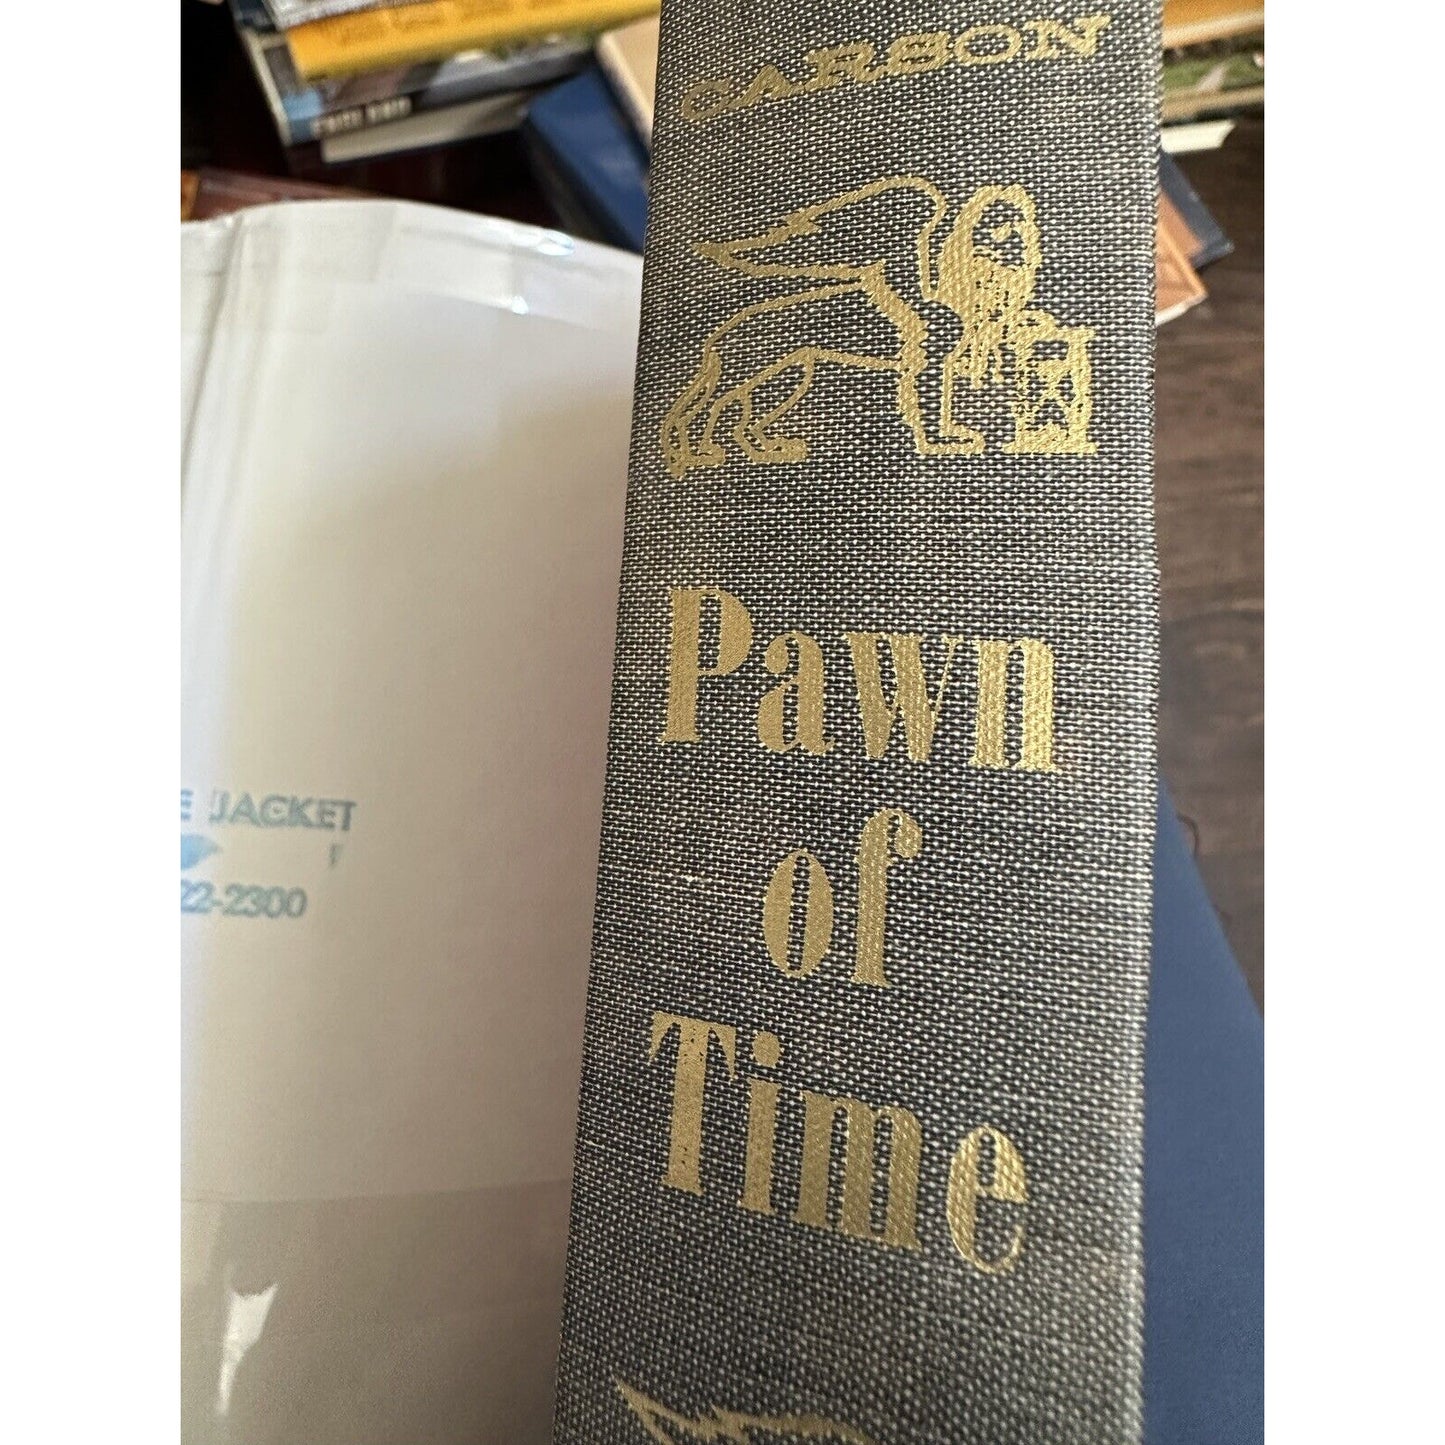 CARSON
Pawn
of
Time
E JACKET
22-2300